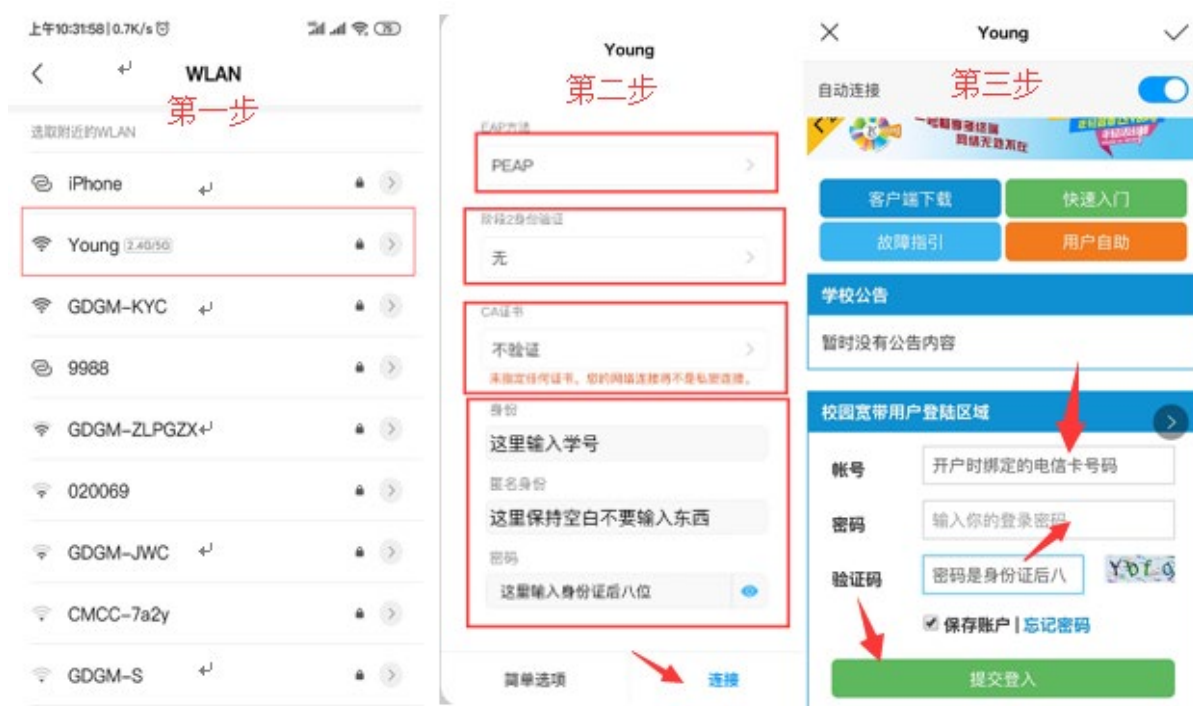 上午10:31:58 | 0.7K/s
WLAN
第一步
选取附近的WLAN
iPhone
Young 2.4G/5G
GDGM-KYC
9988
GDGM-ZLPGZX
020069
GDGM-JWC
CMCC-7a2y
GDGM-S
Young
第二步
EAP方法
PEAP
阶段2身份验证
无
CA证书
不验证
未指定任何证书，您的网络连接将不是私密连接。
身份
这里输入学号
匿名身份
这里保持空白不要输入东西
密码
这里输入身份证后八位
简单选项
连接
Young
自动连接
第三步
网络无处不在
客户端下载
快速入门
故障指引
用户自助
学校公告
暂时没有公告内容
校园宽带用户登陆区域
帐号
开户时绑定的电信卡号码
密码
输入你的登录密码
验证码
密码是身份证后八
保存账户 | 忘记密码
提交登入